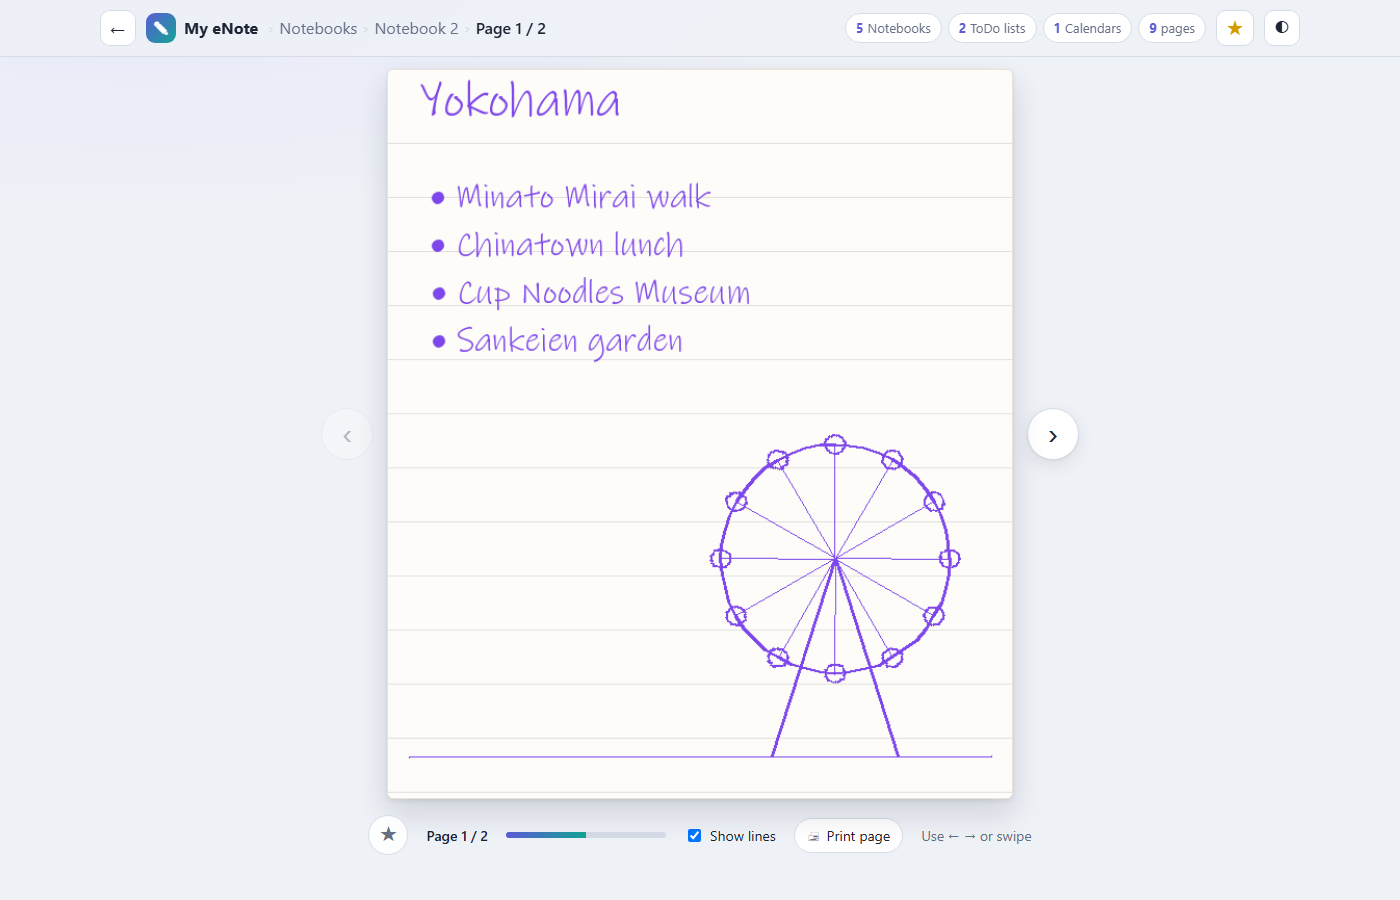 ← My eNote › Notebooks › Notebook 2 › Page 1 / 2
5 Notebooks 2 ToDo lists 1 Calendars 9 pages
Yokohama
• Minato Mirai walk
• Chinatown lunch
• Cup Noodles Museum
• Sankeien garden
Page 1 / 2 Show lines Print page Use ← → or swipe